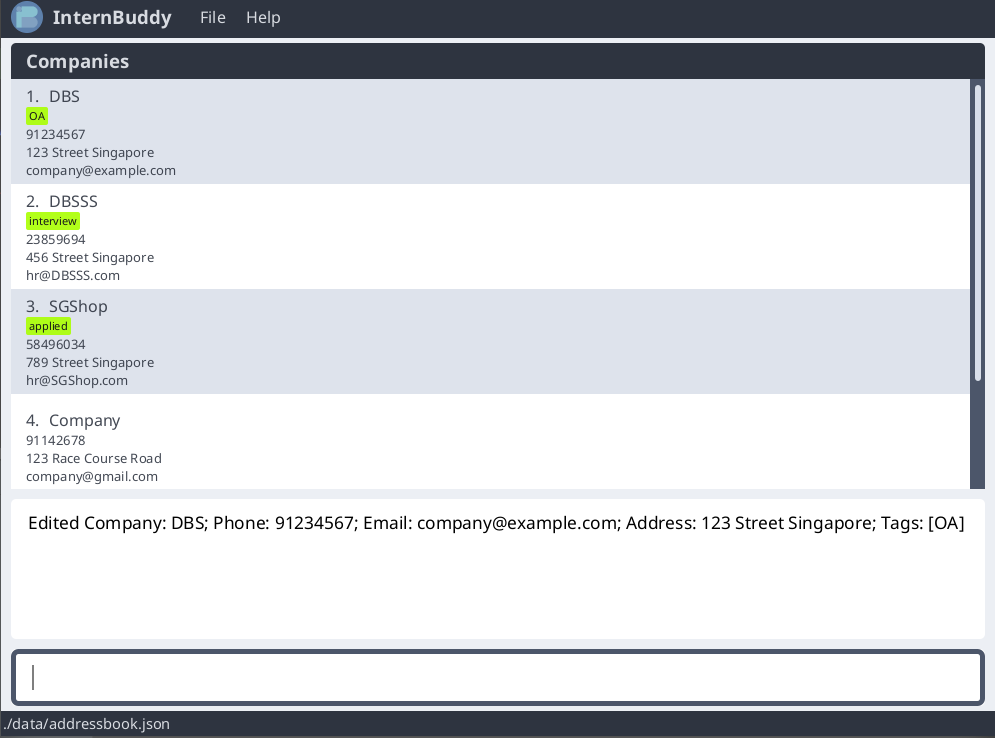 InternBuddy File Help
Companies
1. DBS
OA
91234567
123 Street Singapore
company@example.com
2. DBSSS
interview
23859694
456 Street Singapore
hr@DBSSS.com
3. SGShop
applied
58496034
789 Street Singapore
hr@SGShop.com
4. Company
91142678
123 Race Course Road
company@gmail.com
Edited Company: DBS; Phone: 91234567; Email: company@example.com; Address: 123 Street Singapore; Tags: [OA]
./data/addressbook.json